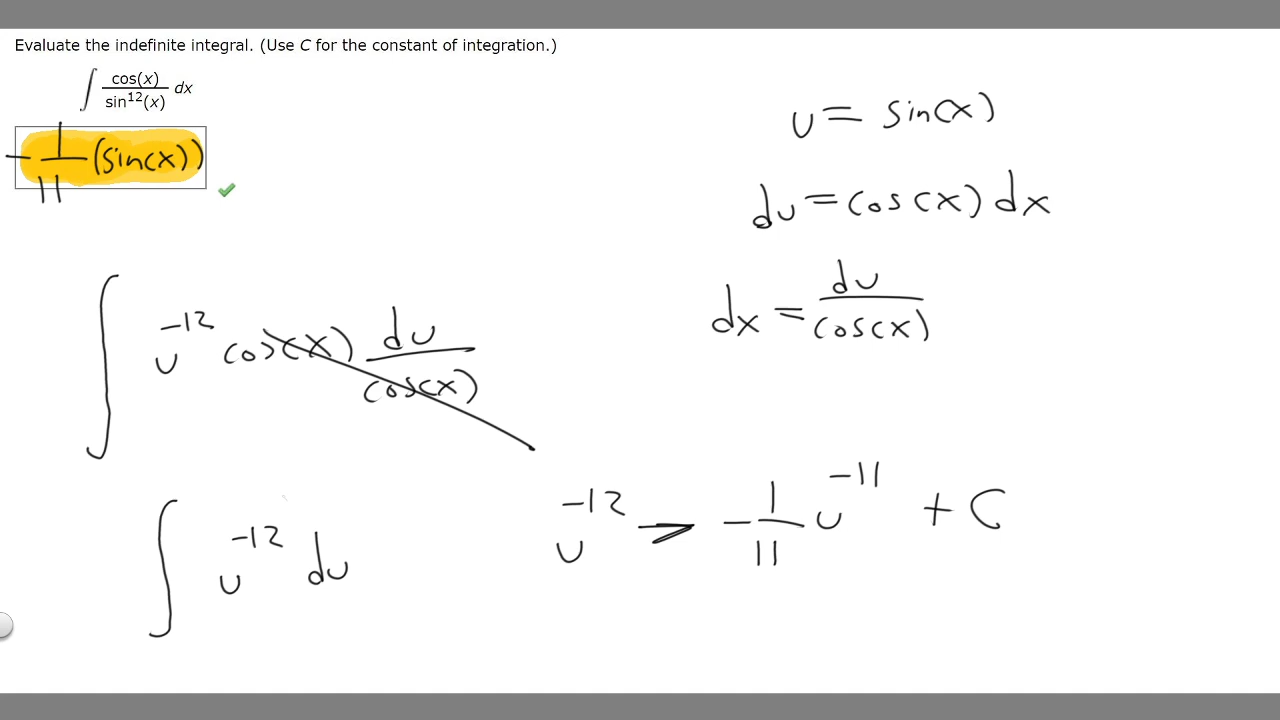 Evaluate the indefinite integral. (Use C for the constant of integration.)
∫ cos(x)/sin¹²(x) dx
-1/11 (sin(x))
u = sin(x)
du = cos(x) dx
dx = du/cos(x)
∫ u⁻¹² cos(x) du/cos(x)
∫ u⁻¹² du
u⁻¹² → -1/11 u⁻¹¹ + C